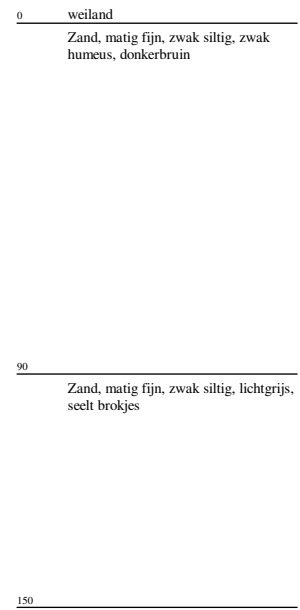 0 weiland
Zand, matig fijn, zwak siltig, zwak
humeus, donkerbruin
90
Zand, matig fijn, zwak siltig, lichtgrijs,
seelt brokjes
150